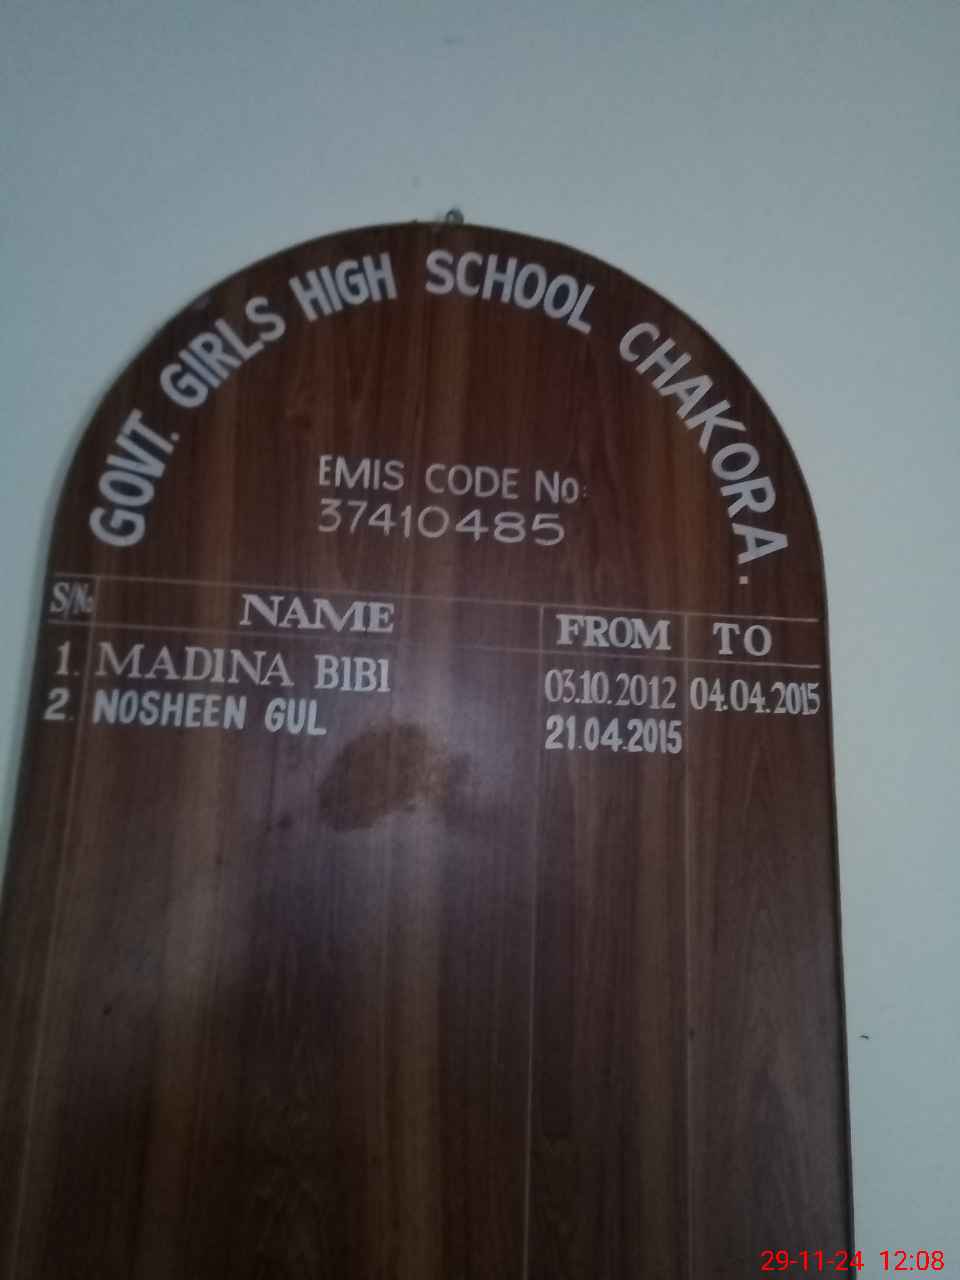 GOVT. GIRLS HIGH SCHOOL CHAKORA.
EMIS CODE No:
37410485
S/No NAME FROM TO
1. MADINA BIBI 03.10.2012 04.04.2015
2. NOSHEEN GUL 21.04.2015
29-11-24 12:08